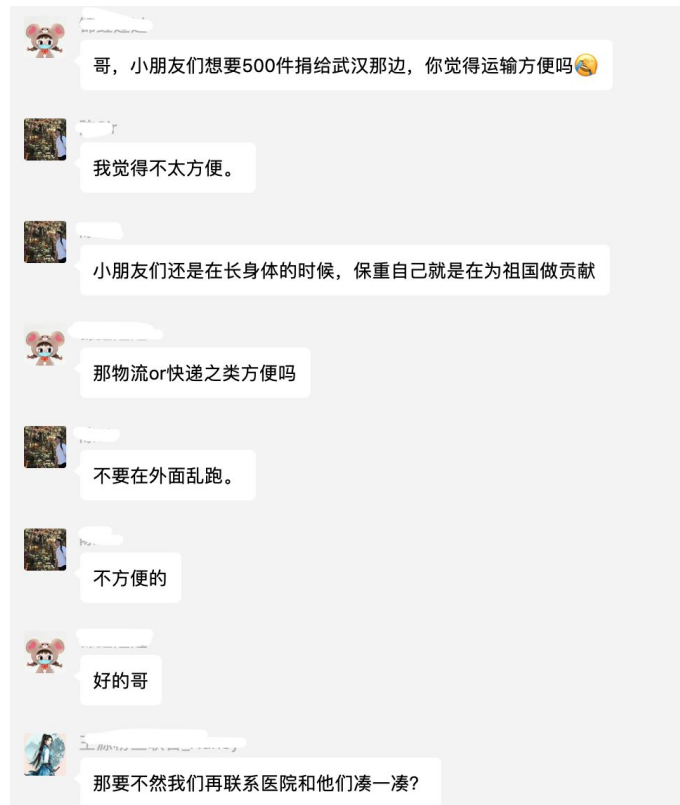 哥，小朋友们想要500件捐给武汉那边，你觉得运输方便吗
我觉得不太方便。
小朋友们还是在长身体的时候，保重自己就是在为祖国做贡献
那物流or快递之类方便吗
不要在外面乱跑。
不方便的
好的哥
那要不然我们再联系医院和他们凑一凑？